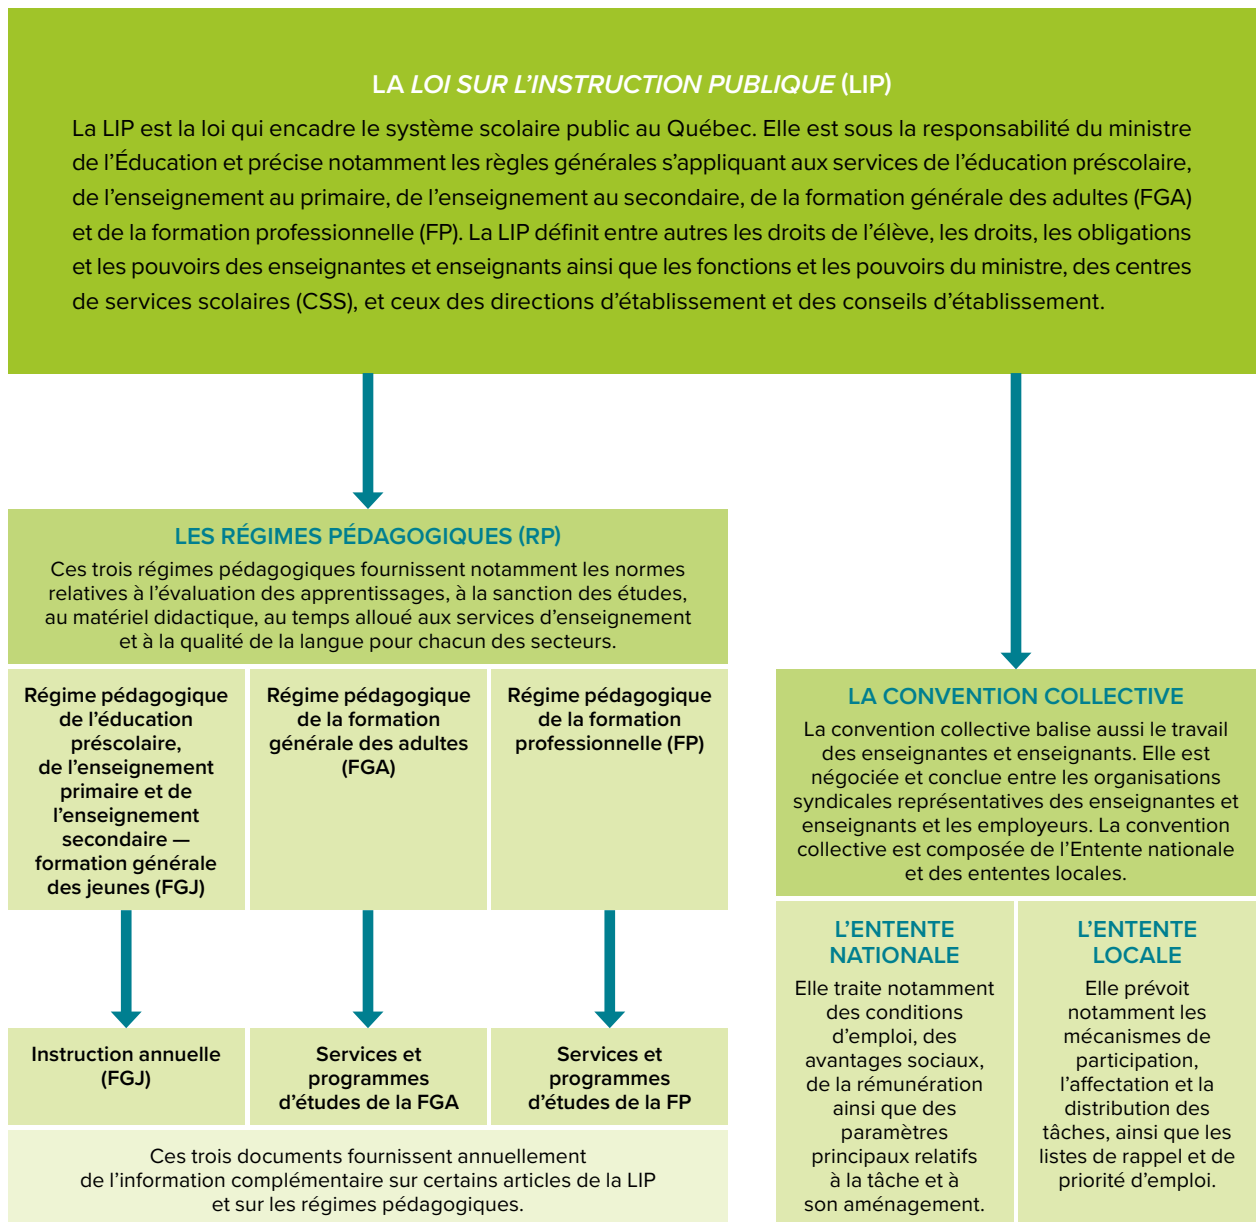 LA LOI SUR L’INSTRUCTION PUBLIQUE (LIP)
La LIP est la loi qui encadre le système scolaire public au Québec. Elle est sous la responsabilité du ministre
de l’Éducation et précise notamment les règles générales s’appliquant aux services de l’éducation préscolaire,
de l’enseignement au primaire, de l’enseignement au secondaire, de la formation générale des adultes (FGA)
et de la formation professionnelle (FP). La LIP définit entre autres les droits de l’élève, les droits, les obligations
et les pouvoirs des enseignantes et enseignants ainsi que les fonctions et les pouvoirs du ministre, des centres
de services scolaires (CSS), et ceux des directions d’établissement et des conseils d’établissement.
LES RÉGIMES PÉDAGOGIQUES (RP)
Ces trois régimes pédagogiques fournissent notamment les normes
relatives à l’évaluation des apprentissages, à la sanction des études,
au matériel didactique, au temps alloué aux services d’enseignement
et à la qualité de la langue pour chacun des secteurs.
Régime pédagogique
de l’éducation
préscolaire,
de l’enseignement
primaire et de
l’enseignement
secondaire —
formation générale
des jeunes (FGJ)
Régime pédagogique
de la formation
générale des adultes
(FGA)
Régime pédagogique
de la formation
professionnelle (FP)
Instruction annuelle
(FGJ)
Services et
programmes
d’études de la FGA
Services et
programmes
d’études de la FP
Ces trois documents fournissent annuellement
de l’information complémentaire sur certains articles de la LIP
et sur les régimes pédagogiques.
LA CONVENTION COLLECTIVE
La convention collective balise aussi le travail
des enseignantes et enseignants. Elle est
négociée et conclue entre les organisations
syndicales représentatives des enseignantes et
enseignants et les employeurs. La convention
collective est composée de l’Entente nationale
et des ententes locales.
L’ENTENTE
NATIONALE
Elle traite notamment
des conditions
d’emploi, des
avantages sociaux,
de la rémunération
ainsi que des
paramètres
principaux relatifs
à la tâche et à
son aménagement.
L’ENTENTE
LOCALE
Elle prévoit
notamment les
mécanismes de
participation,
l’affectation et la
distribution des
tâches, ainsi que les
listes de rappel et de
priorité d’emploi.